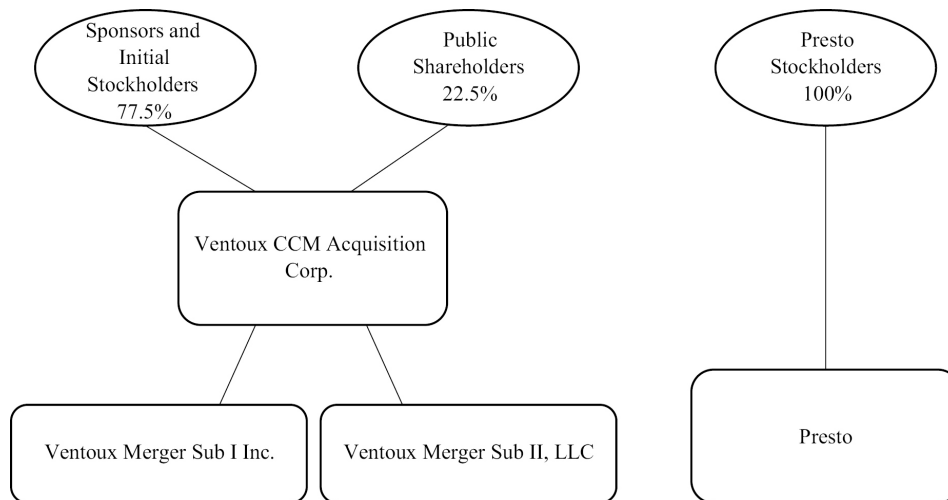 Sponsors and
Initial
Stockholders
77.5%
Public
Shareholders
22.5%
Presto
Stockholders
100%
Ventoux CCM Acquisition
Corp.
Ventoux Merger Sub I Inc.
Ventoux Merger Sub II, LLC
Presto